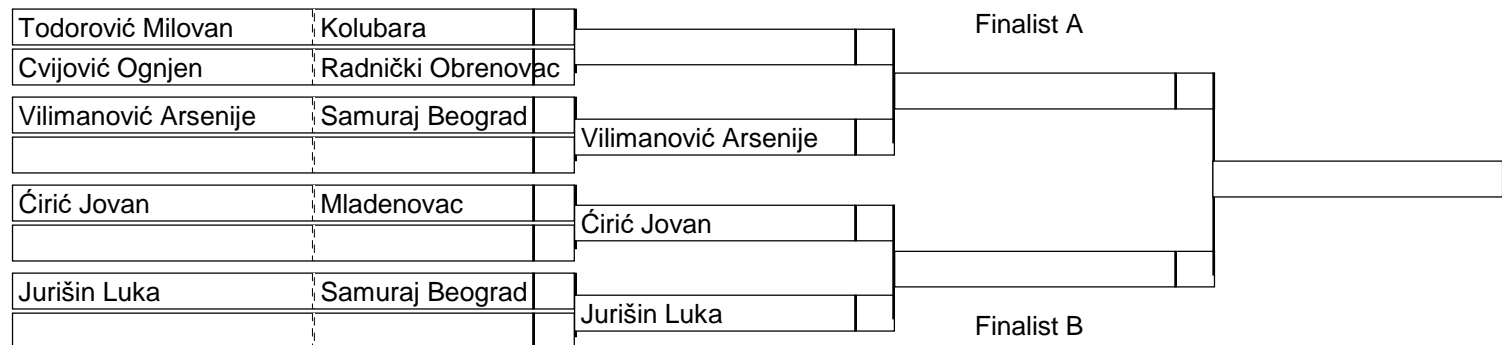 Todorović Milovan Kolubara
Finalist A
Cvijović Ognjen Radnički Obrenovac
Vilimanović Arsenije Samuraj Beograd
Vilimanović Arsenije
Ćirić Jovan Mladenovac
Ćirić Jovan
Jurišin Luka Samuraj Beograd
Jurišin Luka
Finalist B